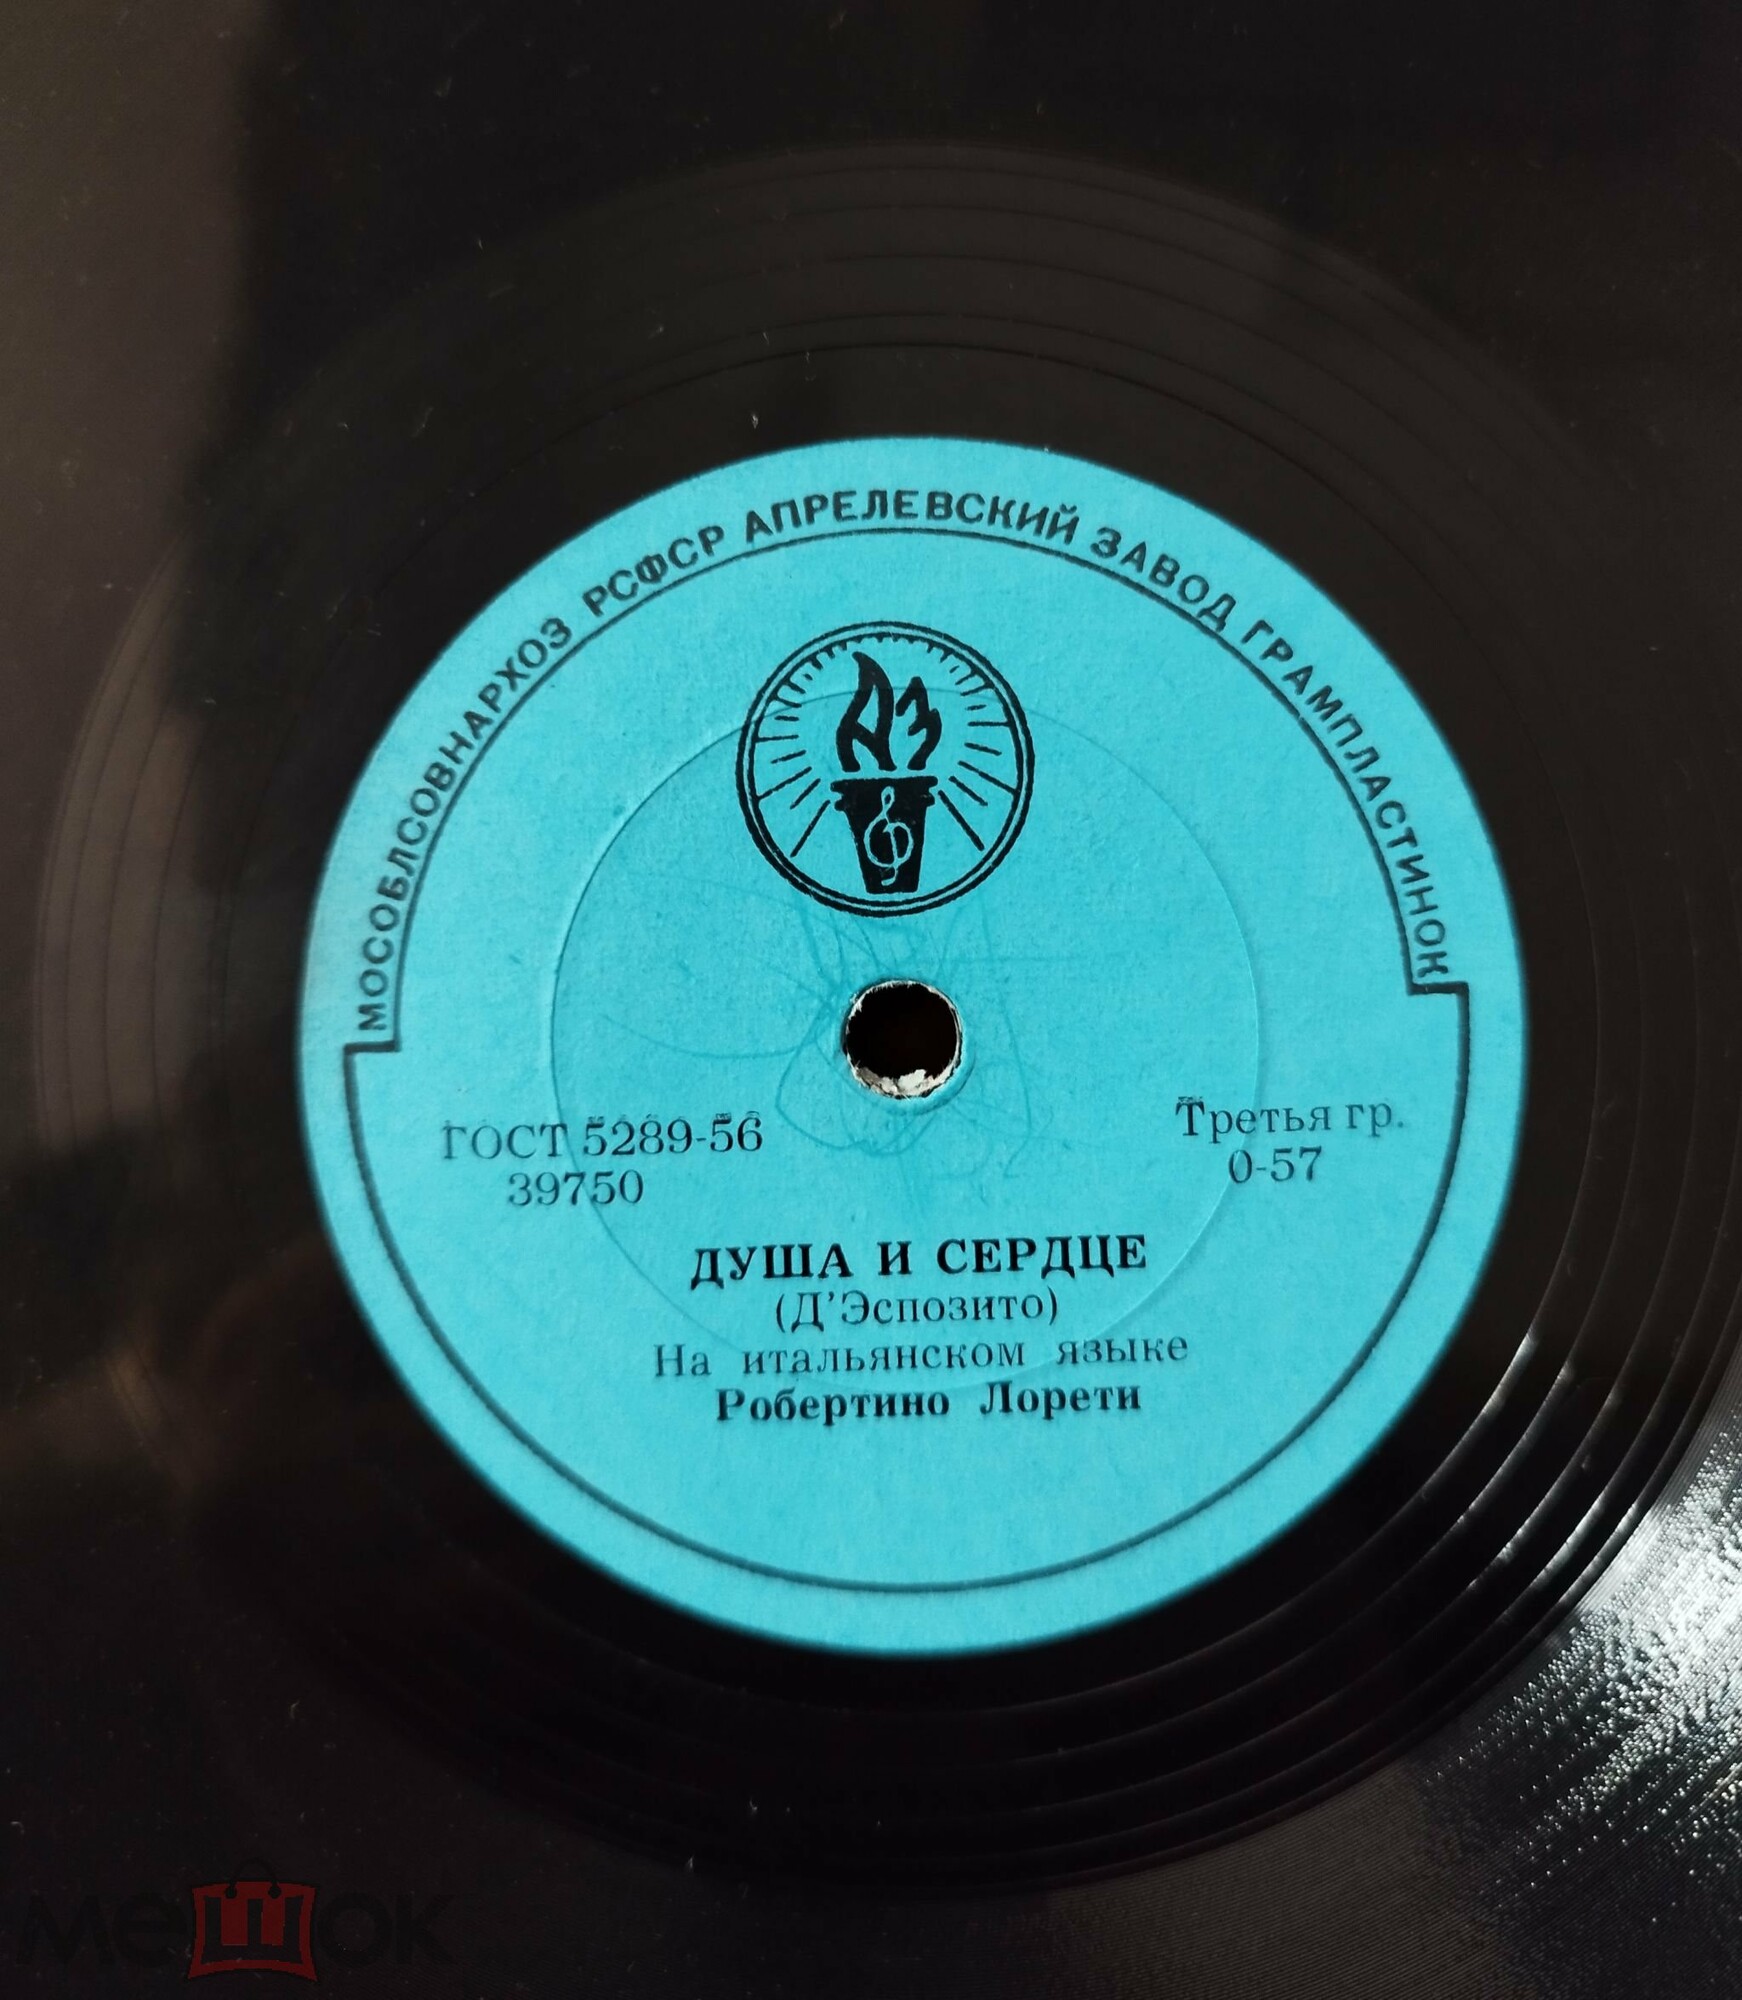 МОСОБЛСОВНАРХОЗ РСФСР АПРЕЛЕВСКИЙ ЗАВОД ГРАМПЛАСТИНОК
АЗ
ГОСТ 5289-56
39750
Третья гр.
0-57
ДУША И СЕРДЦЕ
(Д'Эспозито)
На итальянском языке
Робертино Лорети
мешок